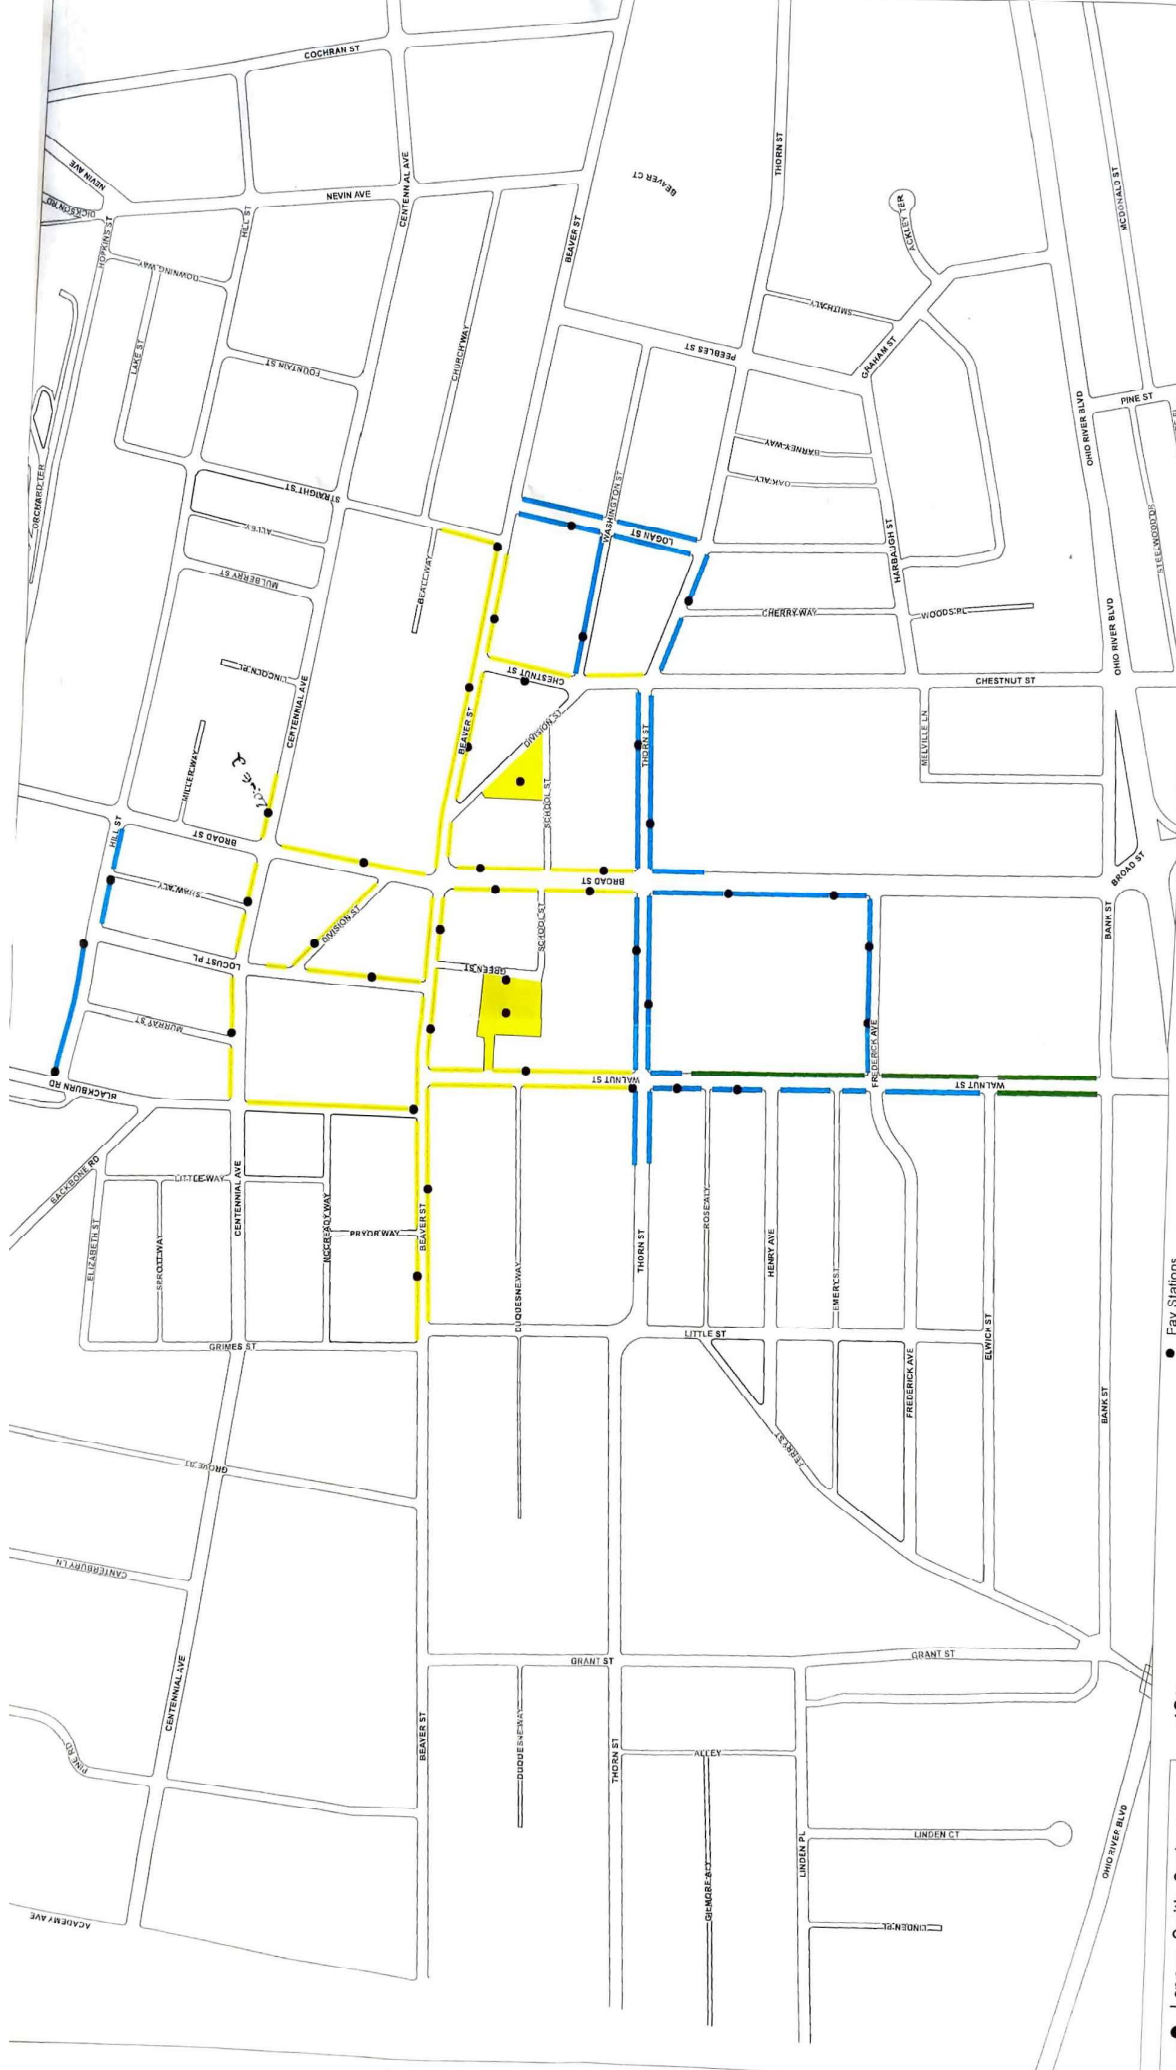 COCHRAN ST
NEVIN AVE
DICKSON RD
NEVIN AVE
CENTENNIAL AVE
HILL ST
HOPKINS ST
DOWNING WAY
BEAVER CT
BEAVER ST
THORN ST
MCDONALD ST
ACKLEY TER
SMITH ALY
LAKE ST
FOUNTAIN ST
CHURCH WAY
PEEBLES ST
GRAHAM ST
OHIO RIVER BLVD
PINE ST
ORCHARD TER
STRAIGHT ST
BARNEY WAY
OAK ALY
WASHINGTON ST
LOGAN ST
ALLEY
MULBERRY ST
BEALL WAY
HARBAUGH ST
STEELWOOD DR
CHERRY WAY
WOODS PL
OHIO RIVER BLVD
LINCOLN PL
CHESTNUT ST
CHESTNUT ST
CENTENNIAL AVE
BEAVER ST
DIVISION ST
THORN ST
MELVILLE LN
MILLER WAY
SCHOOL ST
HILL ST
BROAD ST
BROAD ST
BROAD ST
SHAW ALY
DIVISION ST
SCHOOL ST
BANK ST
LOCUST PL
GREEN ST
MURRAY ST
FREDERICK AVE
BLACKBURN RD
WALNUT ST
WALNUT ST
BACKBONE RD
LITTLE WAY
CENTENNIAL AVE
MCCREADY WAY
PRYOR WAY
BEAVER ST
ELIZABETH ST
SPROTT WAY
DUQUESNE WAY
THORN ST
ROSE ALY
HENRY AVE
EMERY ST
LITTLE ST
ELWICK ST
GRIMES ST
FREDERICK AVE
BANK ST
Pay Stations
FERRY ST
GROVE ST
CANTERBURY LN
GRANT ST
GRANT ST
CENTENNIAL AVE
BEAVER ST
DUQUESNE WAY
THORN ST
ALLEY
PINE RD
LINDEN PL
LINDEN CT
OHIO RIVER BLVD
GILMORE ALY
LINDEN PL
ACADEMY AVE